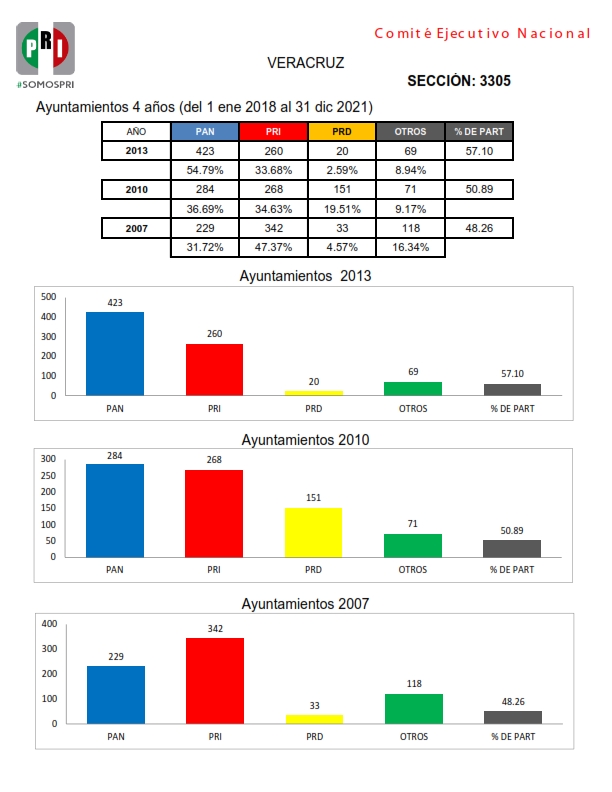 Comité Ejecutivo Nacional
PRI
#SOMOSPRI
VERACRUZ
SECCIÓN: 3305
Ayuntamientos 4 años (del 1 ene 2018 al 31 dic 2021)
AÑO PAN PRI PRD OTROS % DE PART
2013 423 260 20 69 57.10
54.79% 33.68% 2.59% 8.94%
2010 284 268 151 71 50.89
36.69% 34.63% 19.51% 9.17%
2007 229 342 33 118 48.26
31.72% 47.37% 4.57% 16.34%
Ayuntamientos 2013
500
400
300
200
100
0
423 260 20 69 57.10
PAN PRI PRD OTROS % DE PART
Ayuntamientos 2010
300
250
200
150
100
50
0
284 268 151 71 50.89
PAN PRI PRD OTROS % DE PART
Ayuntamientos 2007
400
300
200
100
0
229 342 33 118 48.26
PAN PRI PRD OTROS % DE PART